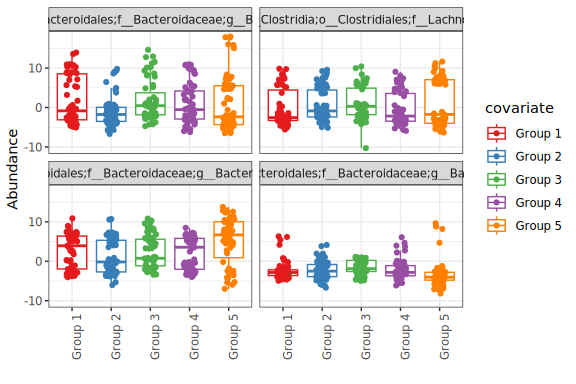 acteroidales;f__Bacteroidaceae;g__B
_Clostridia;o__Clostridiales;f__Lachn
covariate
Abundance
10
0
-10
Group 1
Group 2
Group 3
Group 4
Group 5
oidales;f__Bacteroidaceae;g__Bacter
cteroidales;f__Bacteroidaceae;g__Ba
10
0
-10
Group 1
Group 2
Group 3
Group 4
Group 5
Group 1
Group 2
Group 3
Group 4
Group 5